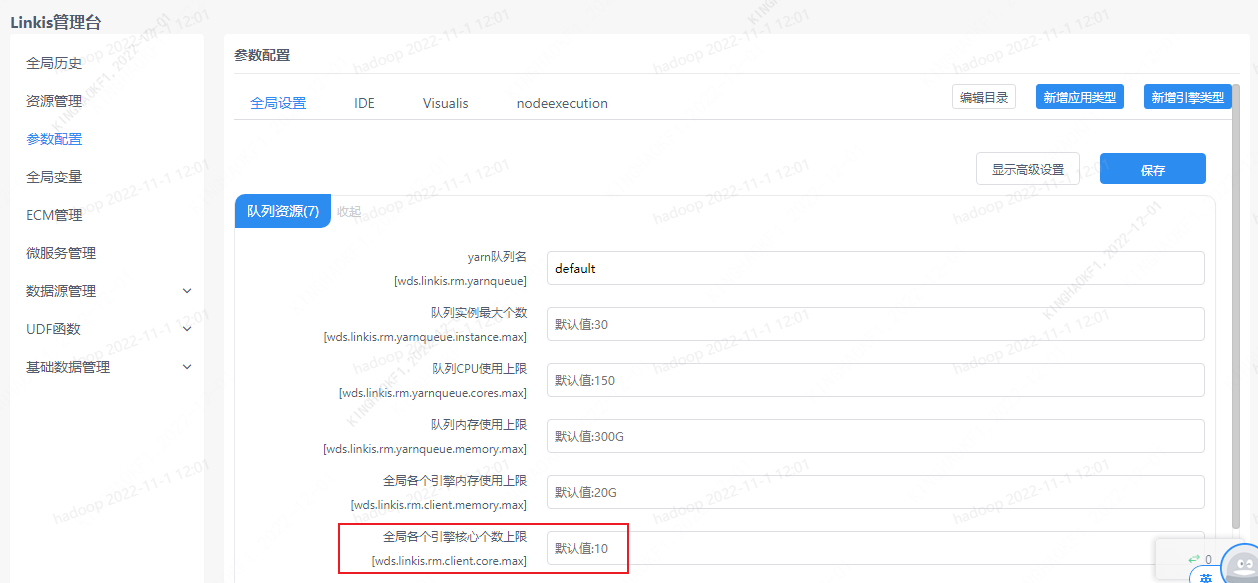 Linkis管理台
全局历史
资源管理
参数配置
全局变量
ECM管理
微服务管理
数据源管理
UDF函数
基础数据管理
参数配置
全局设置 IDE Visualis nodeexecution 编辑目录 新增应用类型 新增引擎类型
显示高级设置 保存
队列资源(7) 收起
yarn队列名
[wds.linkis.rm.yarnqueue]
default
队列实例最大个数
[wds.linkis.rm.yarnqueue.instance.max]
默认值:30
队列CPU使用上限
[wds.linkis.rm.yarnqueue.cores.max]
默认值:150
队列内存使用上限
[wds.linkis.rm.yarnqueue.memory.max]
默认值:300G
全局各个引擎内存使用上限
[wds.linkis.rm.client.memory.max]
默认值:20G
全局各个引擎核心个数上限
[wds.linkis.rm.client.core.max]
默认值:10
0
英
hadoop 2022-11-1 12:01